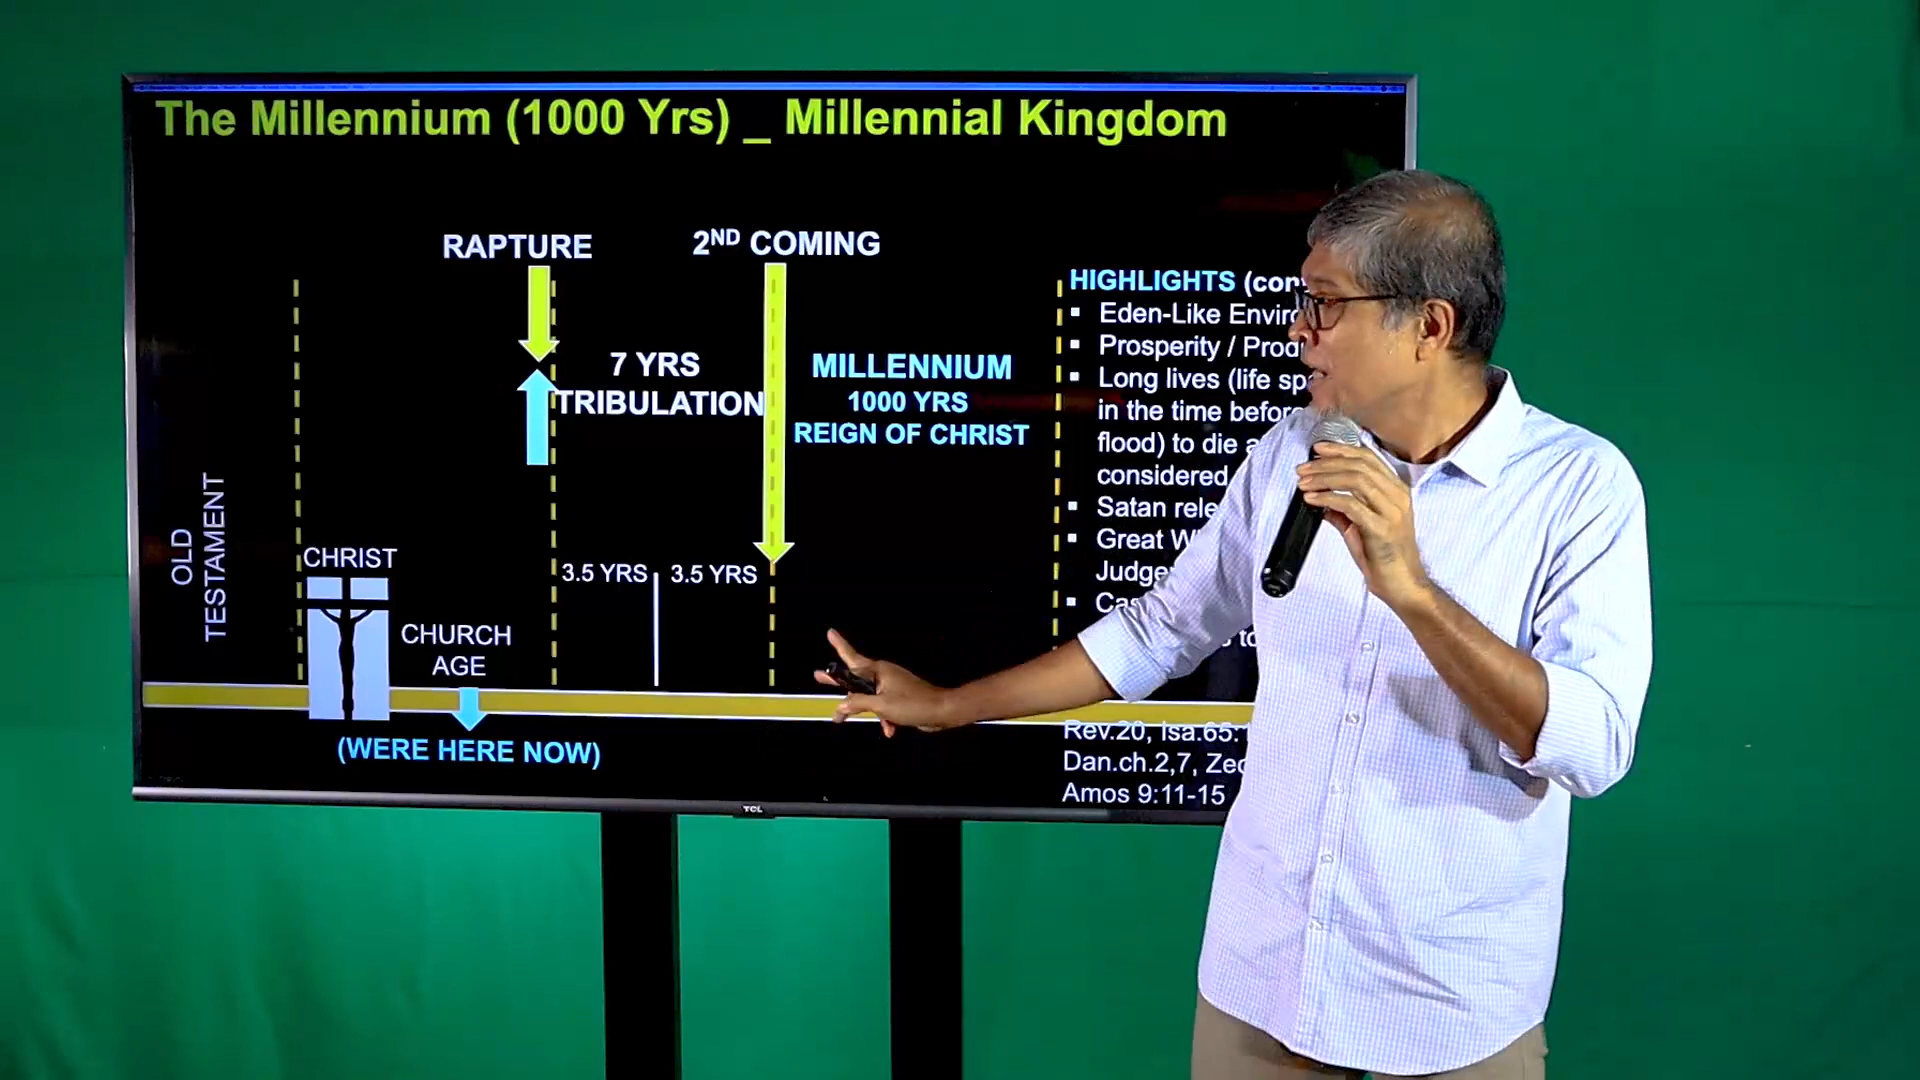 The Millennium (1000 Yrs) _ Millennial Kingdom
RAPTURE
2ND COMING
7 YRS
TRIBULATION
MILLENNIUM
1000 YRS
REIGN OF CHRIST
OLD
TESTAMENT
CHRIST
CHURCH
AGE
3.5 YRS
3.5 YRS
(WERE HERE NOW)
HIGHLIGHTS
Eden-Like
Prosperity /
Long lives (life
in the time
flood) to die
considered
Satan
Great
Rev.20, Isa.65:
Dan.ch.2,7,
Amos 9:11-15
TCL